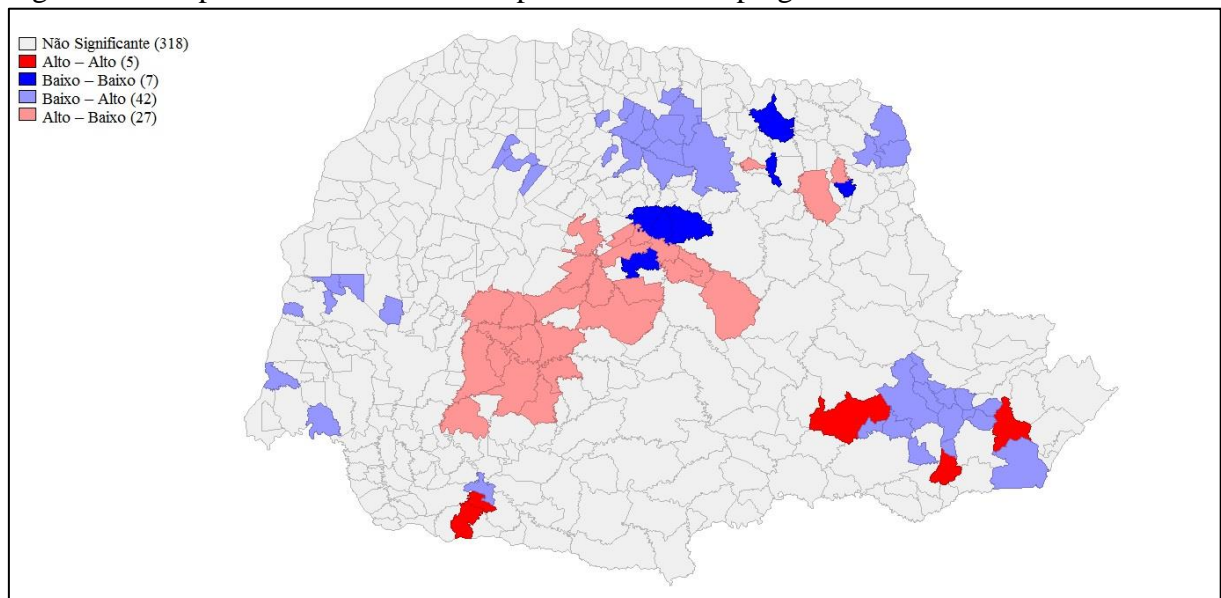 Não Significante (318)
Alto – Alto (5)
Baixo – Baixo (7)
Baixo – Alto (42)
Alto – Baixo (27)